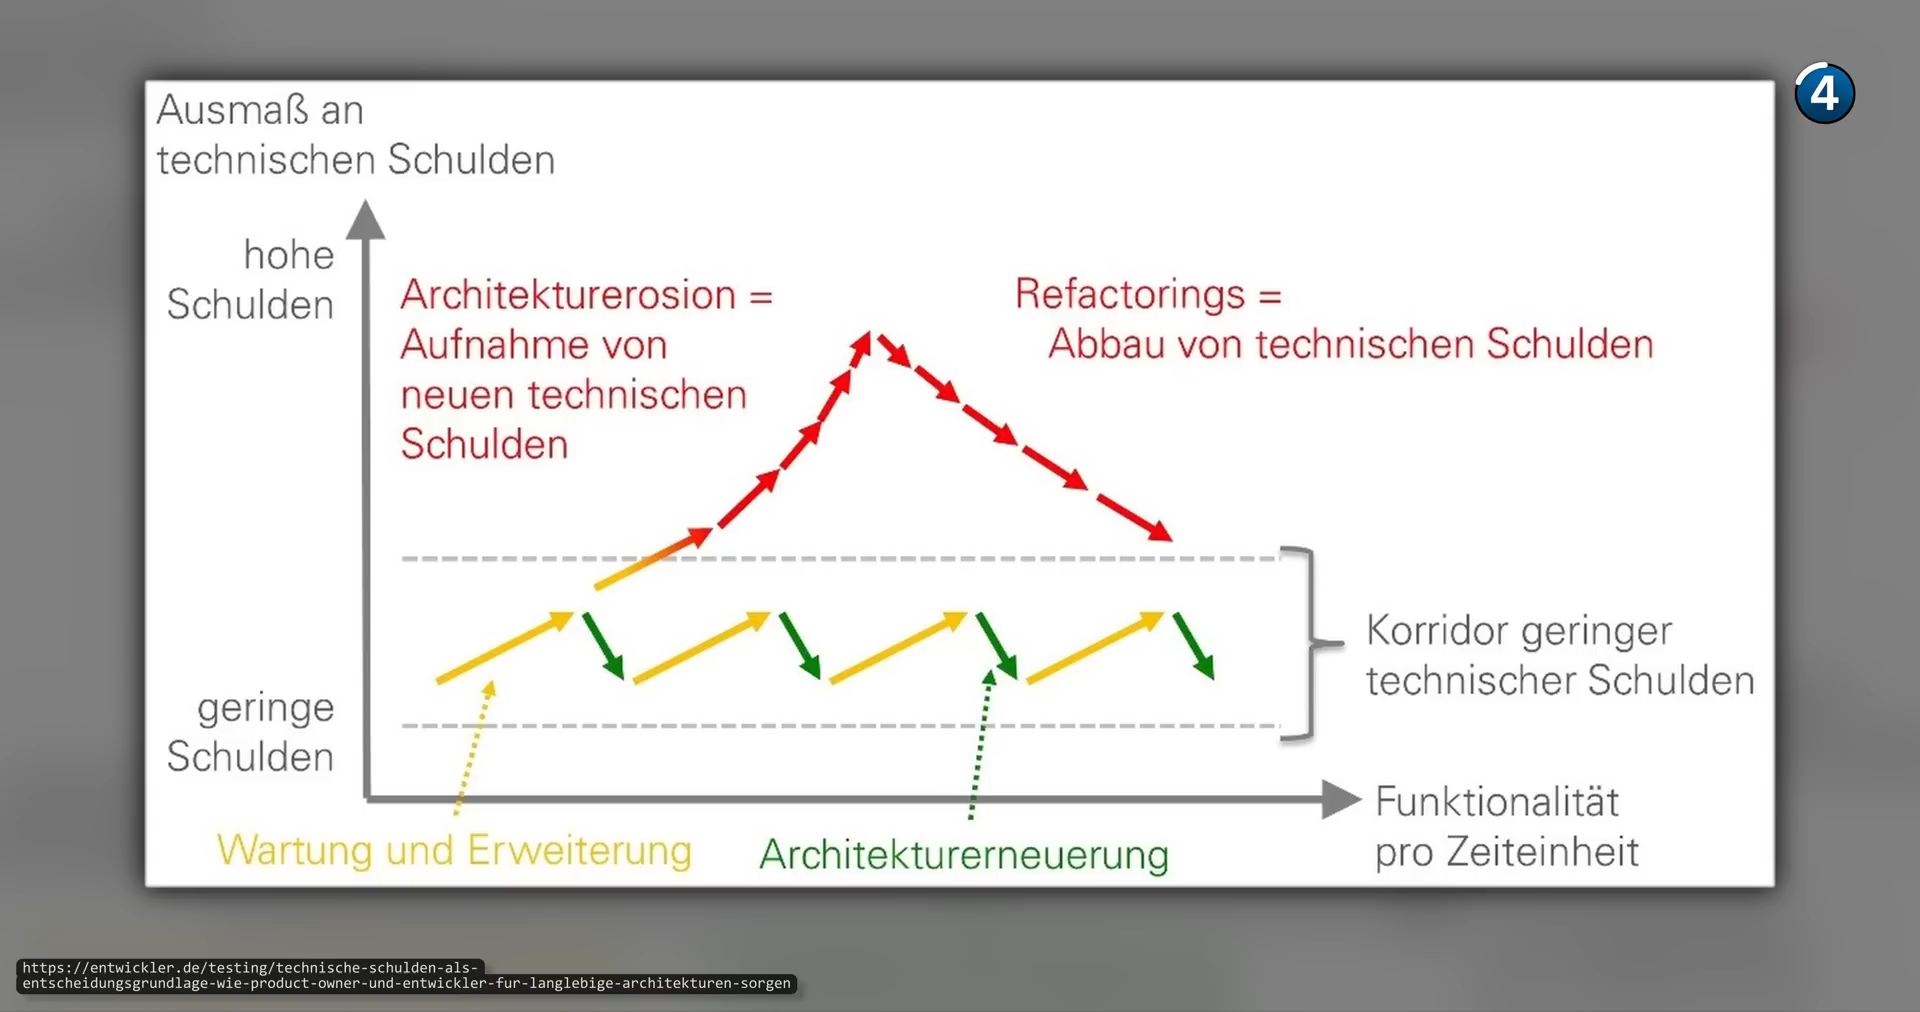 Ausmaß an
technischen Schulden
4
hohe
Schulden
Architekturerosion =
Aufnahme von
neuen technischen
Schulden
Refactorings =
Abbau von technischen Schulden
Korridor geringer
technischer Schulden
geringe
Schulden
Funktionalität
pro Zeiteinheit
Wartung und Erweiterung
Architekturerneuerung
https://entwickler.de/testing/technische-schulden-als-
entscheidungsgrundlage-wie-product-owner-und-entwickler-fur-langlebige-architekturen-sorgen